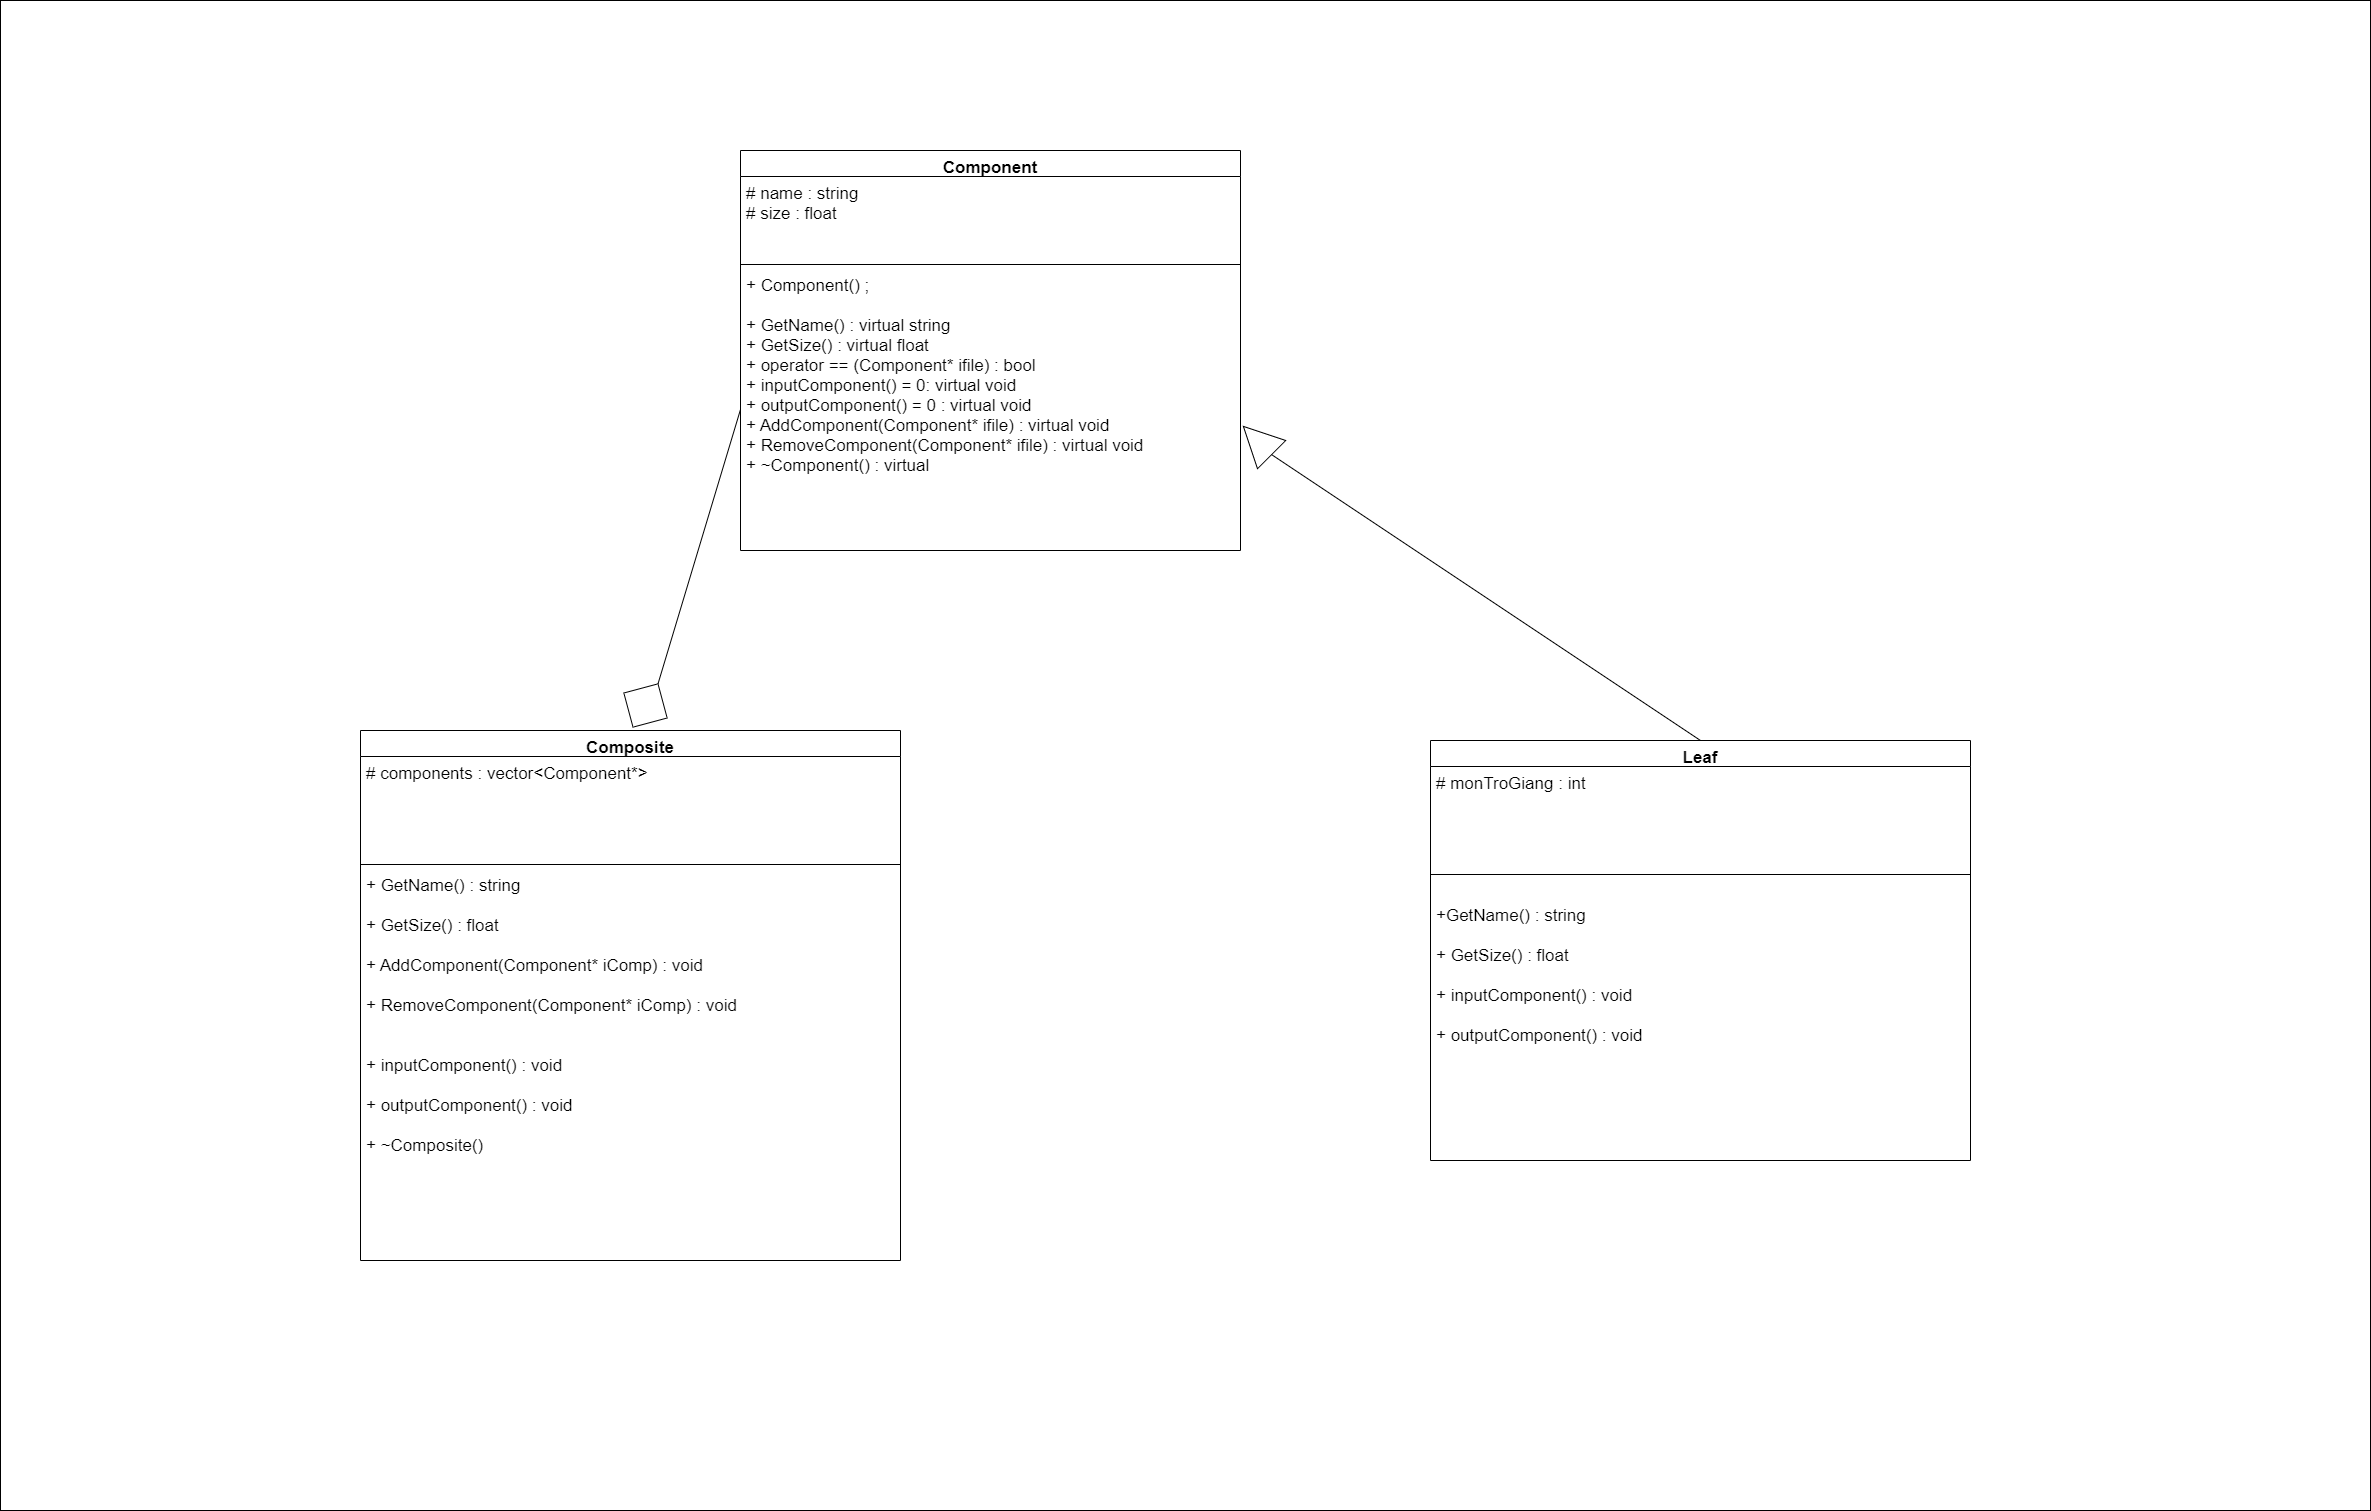 Component
# name : string
# size : float
+ Component() ;
+ GetName() : virtual string
+ GetSize() : virtual float
+ operator == (Component* ifile) : bool
+ inputComponent() = 0: virtual void
+ outputComponent() = 0 : virtual void
+ AddComponent(Component* ifile) : virtual void
+ RemoveComponent(Component* ifile) : virtual void
+ ~Component() : virtual
Composite
# components : vector<Component*>
+ GetName() : string
+ GetSize() : float
+ AddComponent(Component* iComp) : void
+ RemoveComponent(Component* iComp) : void
+ inputComponent() : void
+ outputComponent() : void
+ ~Composite()
Leaf
# monTroGiang : int
+GetName() : string
+ GetSize() : float
+ inputComponent() : void
+ outputComponent() : void